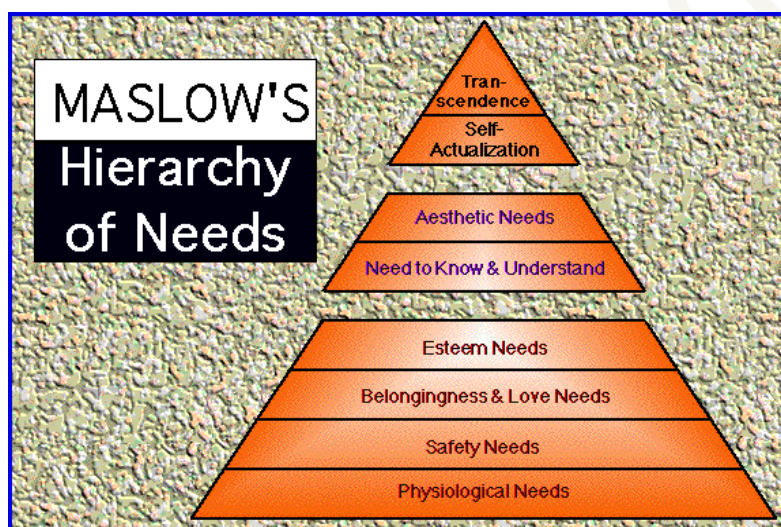 MASLOW'S
Hierarchy
of Needs
Tran-
scendence
Self-
Actualization
Aesthetic Needs
Need to Know & Understand
Esteem Needs
Belongingness & Love Needs
Safety Needs
Physiological Needs